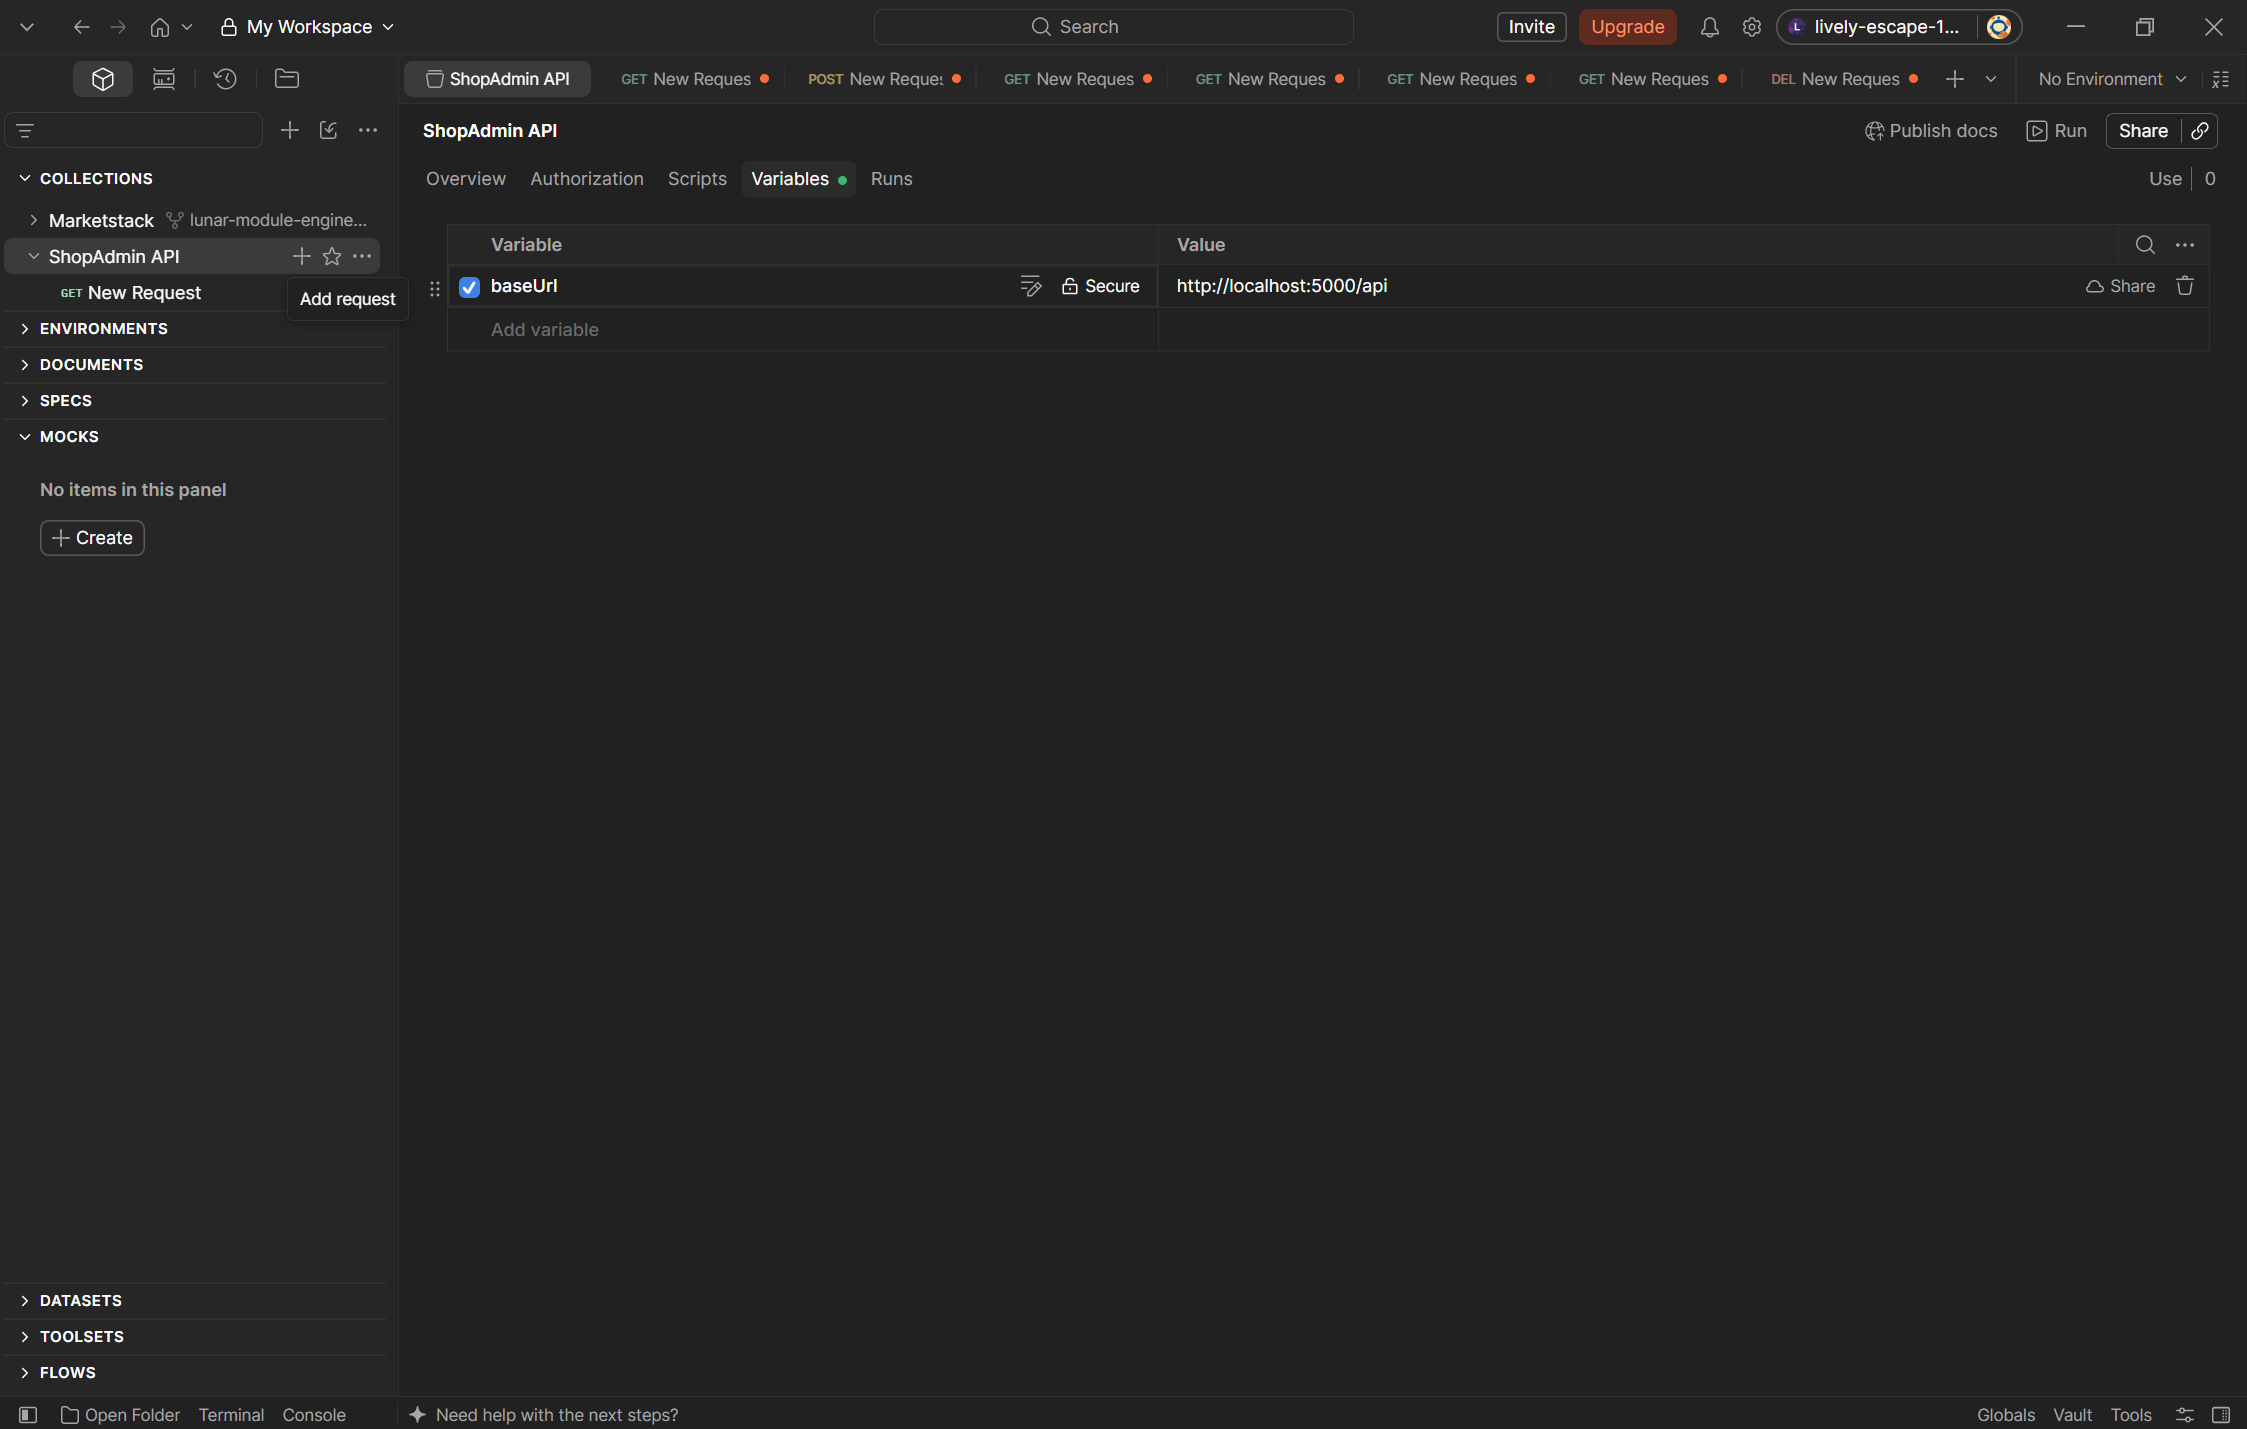 My Workspace
Search
Invite
Upgrade
L
lively-escape-1...
ShopAdmin API
GET New Reques
POST New Reques
GET New Reques
GET New Reques
GET New Reques
GET New Reques
DEL New Reques
No Environment
ShopAdmin API
Publish docs
Run
Share
COLLECTIONS
Overview
Authorization
Scripts
Variables
Runs
Use
0
Marketstack
lunar-module-engine...
ShopAdmin API
GET New Request
Add request
Variable
Value
baseUrl
Secure
http://localhost:5000/api
Share
Add variable
ENVIRONMENTS
DOCUMENTS
SPECS
MOCKS
No items in this panel
Create
DATASETS
TOOLSETS
FLOWS
Open Folder
Terminal
Console
Need help with the next steps?
Globals
Vault
Tools